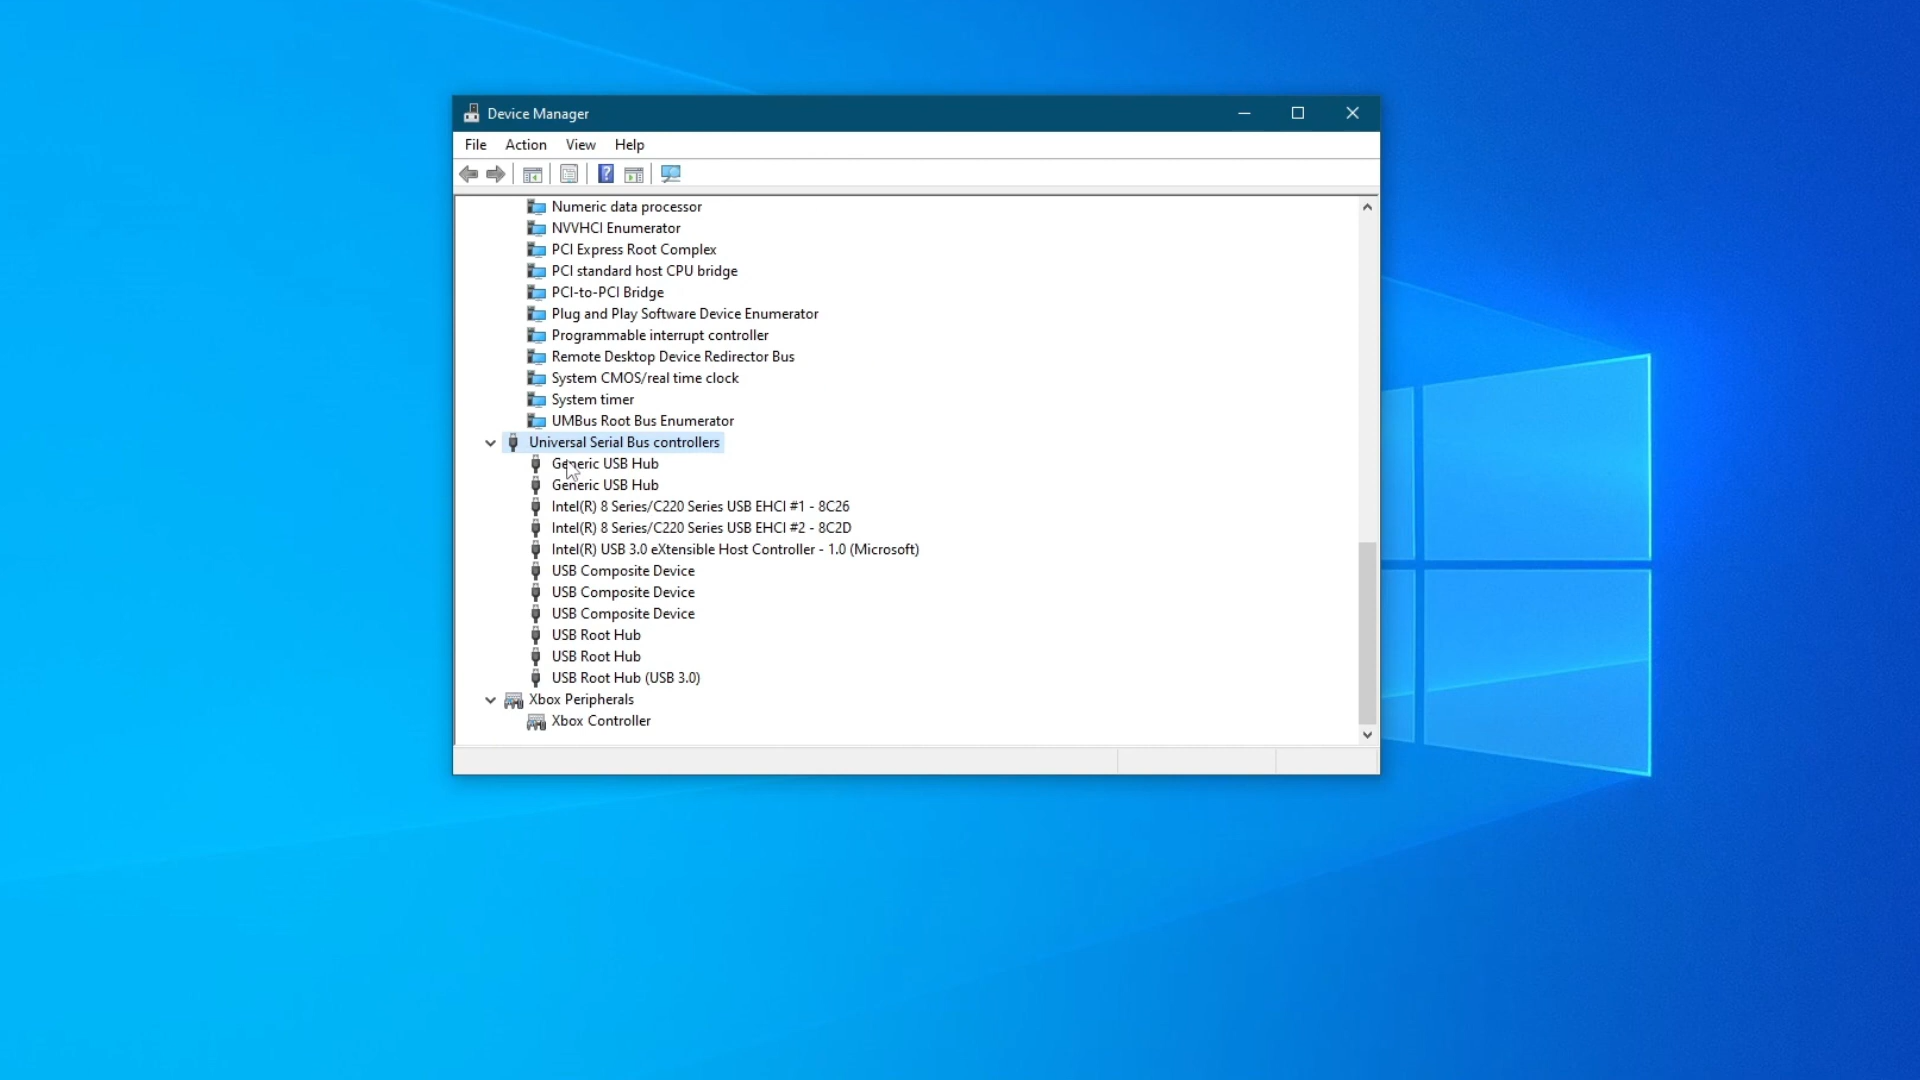 Device Manager
File Action View Help
Numeric data processor
NVVHCI Enumerator
PCI Express Root Complex
PCI standard host CPU bridge
PCI-to-PCI Bridge
Plug and Play Software Device Enumerator
Programmable interrupt controller
Remote Desktop Device Redirector Bus
System CMOS/real time clock
System timer
UMBus Root Bus Enumerator
Universal Serial Bus controllers
Generic USB Hub
Generic USB Hub
Intel(R) 8 Series/C220 Series USB EHCI #1 - 8C26
Intel(R) 8 Series/C220 Series USB EHCI #2 - 8C2D
Intel(R) USB 3.0 eXtensible Host Controller - 1.0 (Microsoft)
USB Composite Device
USB Composite Device
USB Composite Device
USB Root Hub
USB Root Hub
USB Root Hub (USB 3.0)
Xbox Peripherals
Xbox Controller